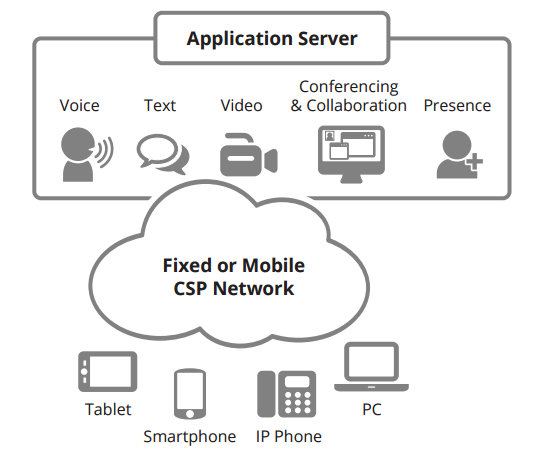 Application Server
Voice
Text
Video
Conferencing
& Collaboration
Presence
Fixed or Mobile
CSP Network
Tablet
Smartphone
IP Phone
PC